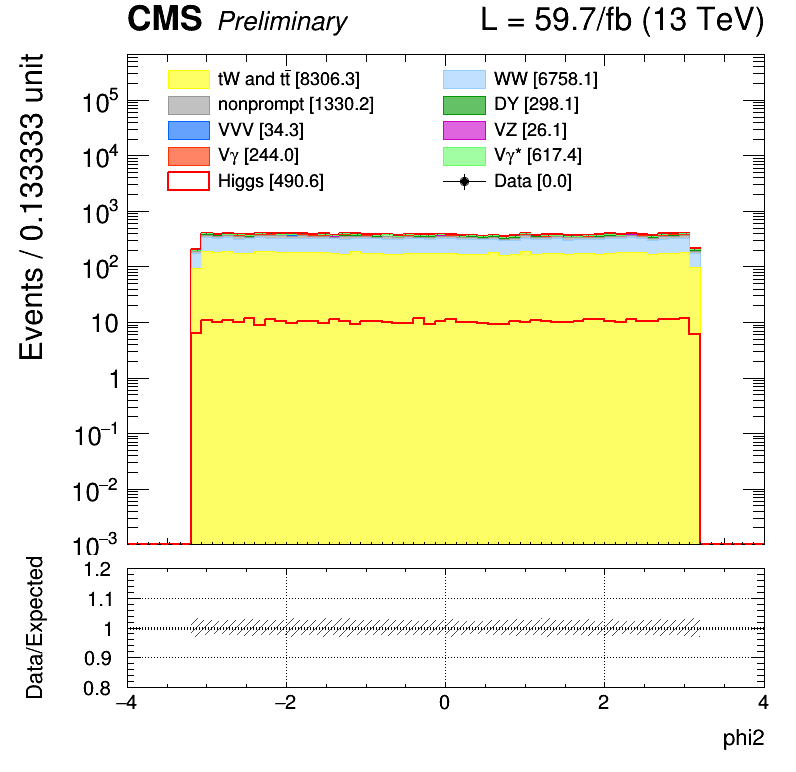 CMS Preliminary L = 59.7/fb (13 TeV)
tW and tt̄ [8306.3] WW [6758.1]
nonprompt [1330.2] DY [298.1]
VVV [34.3] VZ [26.1]
Vγ [244.0] Vγ* [617.4]
Higgs [490.6] Data [0.0]
Events / 0.133333 unit
10⁵
10⁴
10³
10²
10
1
10⁻¹
10⁻²
10⁻³
Data/Expected
1.2
1.1
1
0.9
0.8
−4 −2 0 2 4
phi2